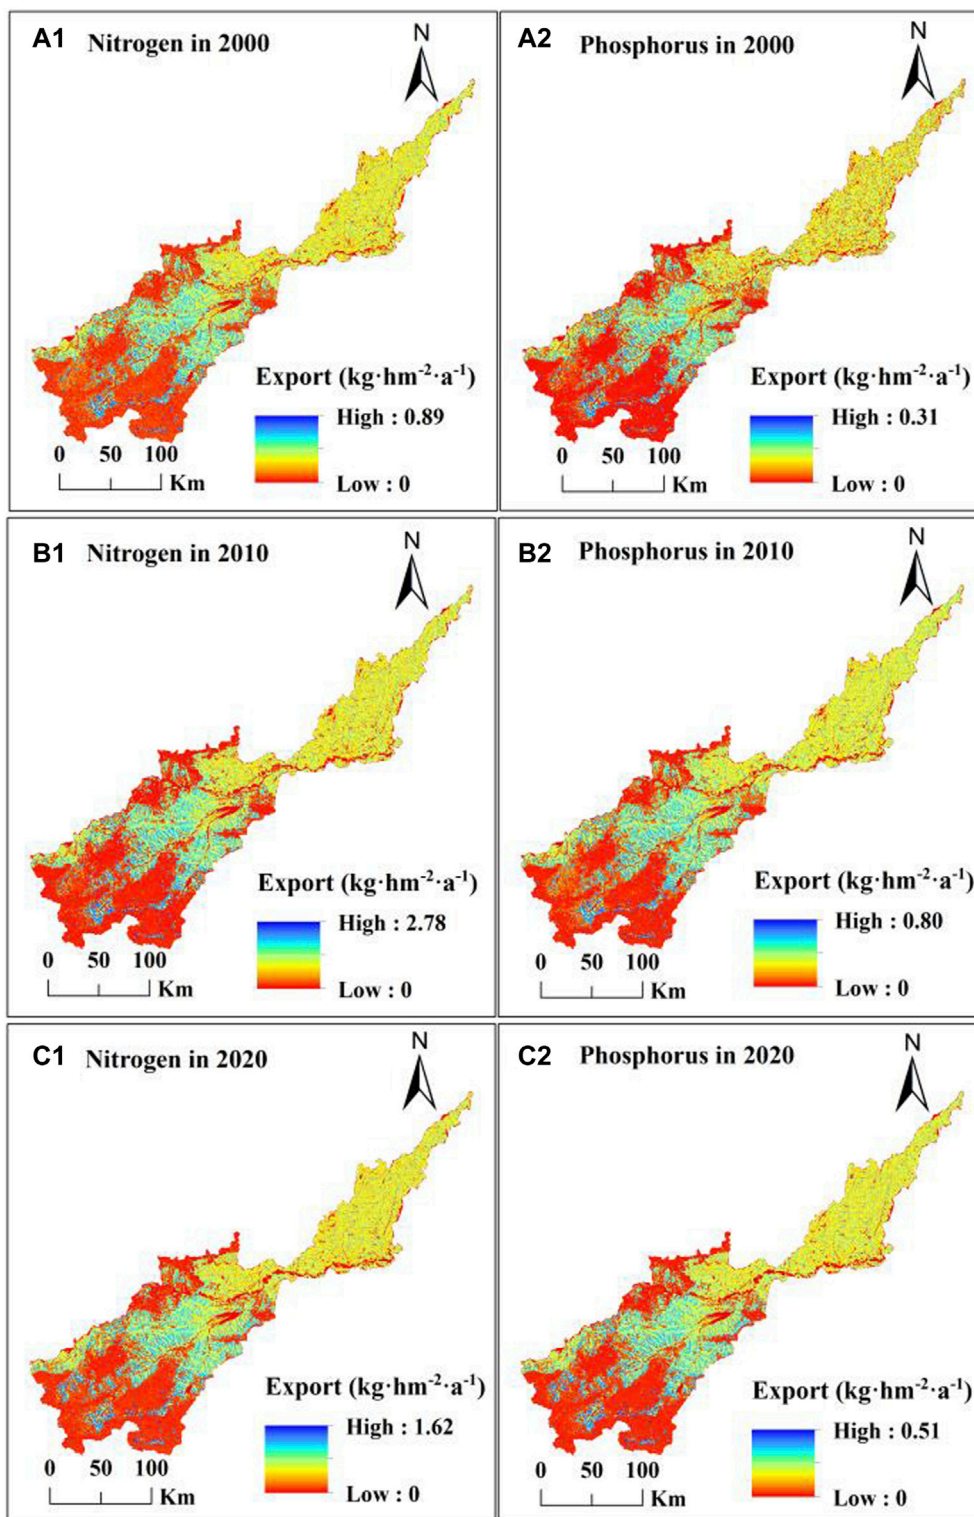 A1 Nitrogen in 2000
N
Export (kg·hm⁻²·a⁻¹)
High : 0.89
Low : 0
0 50 100
Km
A2 Phosphorus in 2000
N
Export (kg·hm⁻²·a⁻¹)
High : 0.31
Low : 0
0 50 100
Km
B1 Nitrogen in 2010
N
Export (kg·hm⁻²·a⁻¹)
High : 2.78
Low : 0
0 50 100
Km
B2 Phosphorus in 2010
N
Export (kg·hm⁻²·a⁻¹)
High : 0.80
Low : 0
0 50 100
Km
C1 Nitrogen in 2020
N
Export (kg·hm⁻²·a⁻¹)
High : 1.62
Low : 0
0 50 100
Km
C2 Phosphorus in 2020
N
Export (kg·hm⁻²·a⁻¹)
High : 0.51
Low : 0
0 50 100
Km